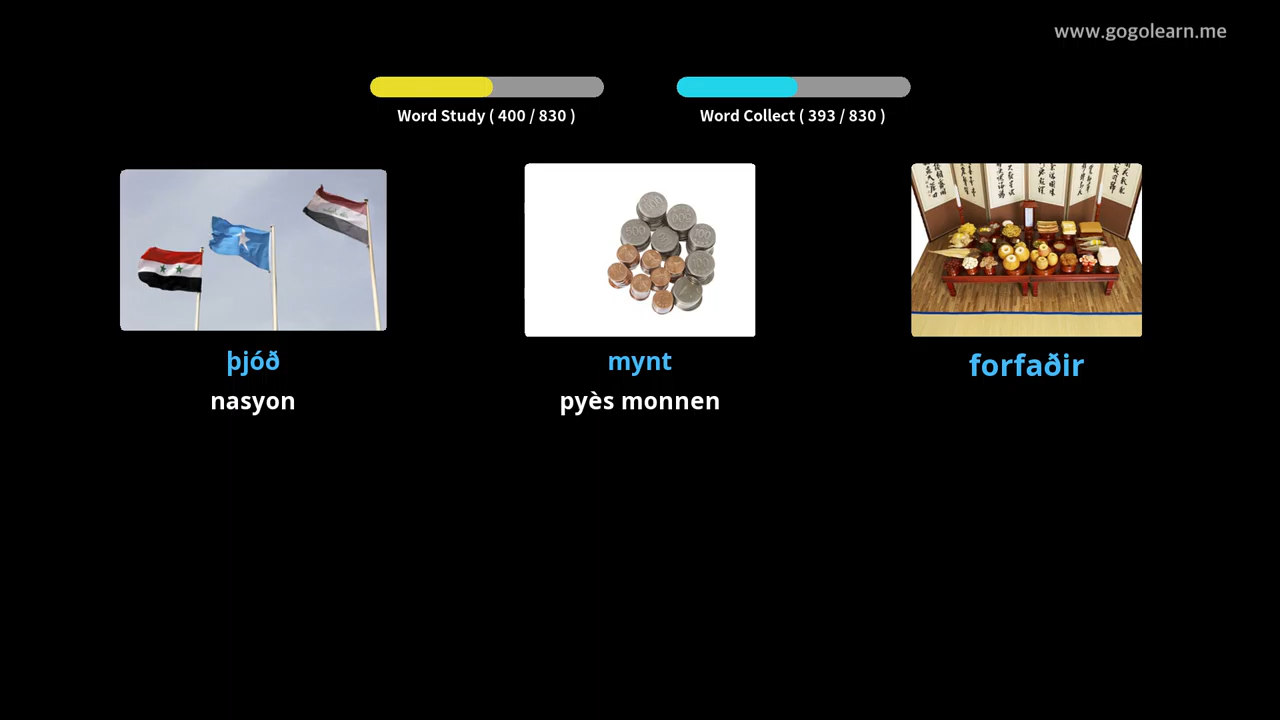 www.gogolearn.me
Word Study ( 400 / 830 )
Word Collect ( 393 / 830 )
þjóð
mynt
forfaðir
nasyon
pyès monnen